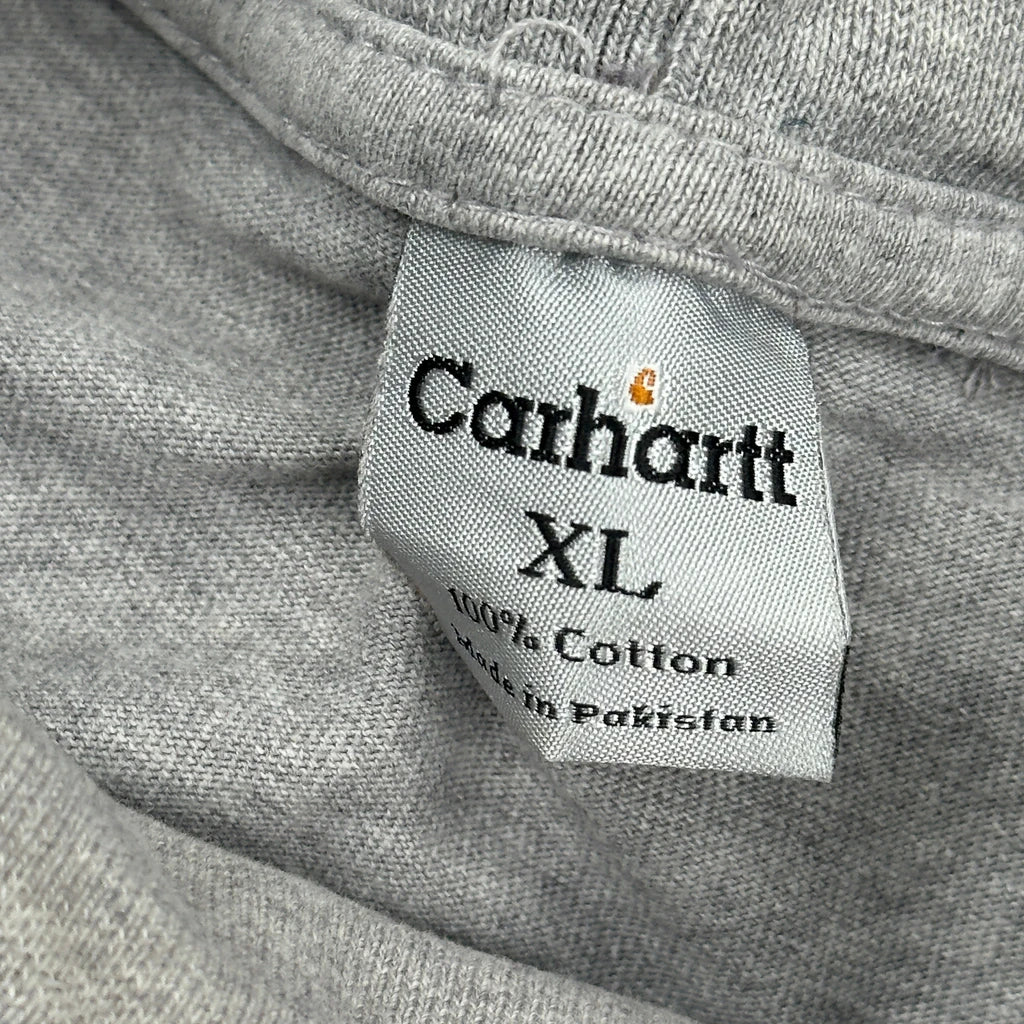 Carhartt
XL
100% Cotton
Made in Pakistan